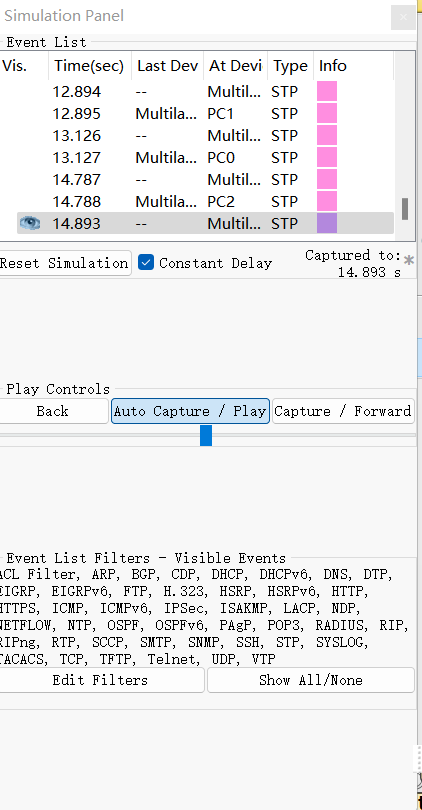 Simulation Panel
Event List
Vis. Time(sec) Last Dev At Devi Type Info
12.894 -- Multil... STP
12.895 Multila... PC1 STP
13.126 -- Multil... STP
13.127 Multila... PC0 STP
14.787 -- Multil... STP
14.788 Multila... PC2 STP
14.893 -- Multil... STP
Reset Simulation Constant Delay Captured to: *
14.893 s
Play Controls
Back Auto Capture / Play Capture / Forward
Event List Filters - Visible Events
ACL Filter, ARP, BGP, CDP, DHCP, DHCPv6, DNS, DTP,
EIGRP, EIGRPv6, FTP, H.323, HSRP, HSRPv6, HTTP,
HTTPS, ICMP, ICMPv6, IPSec, ISAKMP, LACP, NDP,
NETFLOW, NTP, OSPF, OSPFv6, PAgP, POP3, RADIUS, RIP,
RIPng, RTP, SCCP, SMTP, SNMP, SSH, STP, SYSLOG,
TACACS, TCP, TFTP, Telnet, UDP, VTP
Edit Filters Show All/None